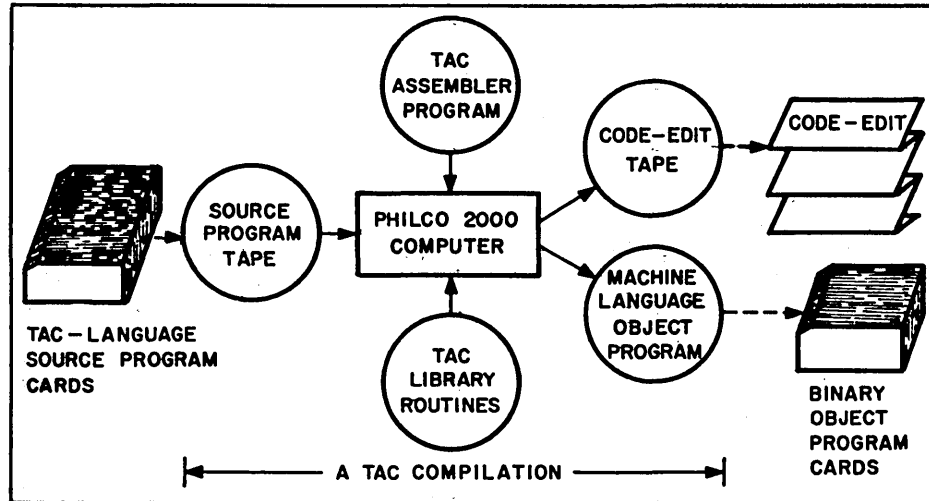 TAC
ASSEMBLER
PROGRAM
CODE-EDIT
TAPE
CODE-EDIT
SOURCE
PROGRAM
TAPE
PHILCO 2000
COMPUTER
TAC-LANGUAGE
SOURCE PROGRAM
CARDS
MACHINE
LANGUAGE
OBJECT
PROGRAM
TAC
LIBRARY
ROUTINES
BINARY
OBJECT
PROGRAM
CARDS
A TAC COMPILATION